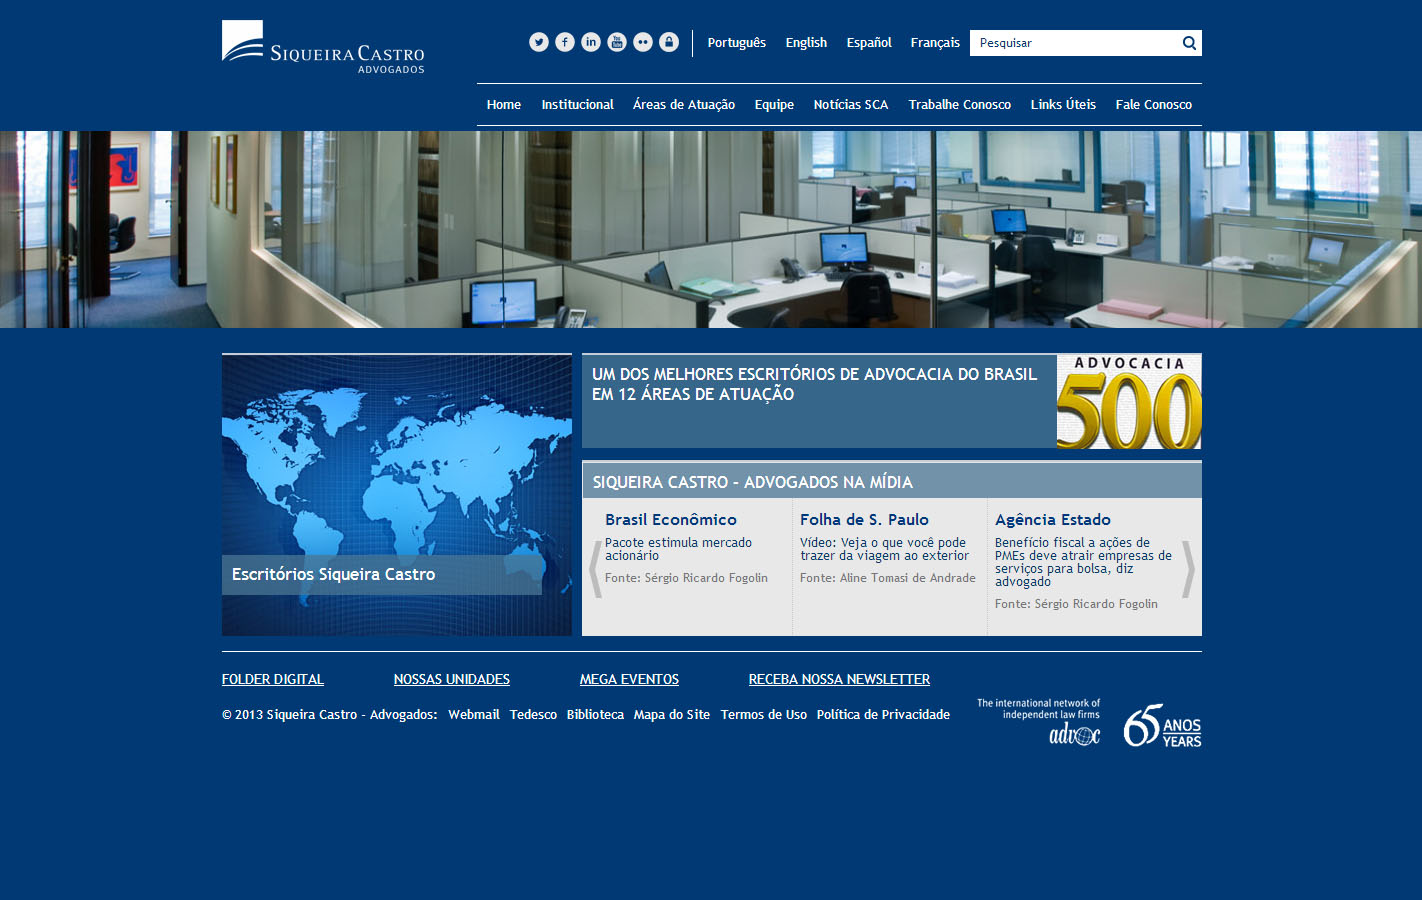 SIQUEIRA CASTRO
ADVOGADOS
in
You
Tube
Português English Español Français
Pesquisar
Home Institucional Áreas de Atuação Equipe Notícias SCA Trabalhe Conosco Links Úteis Fale Conosco
UM DOS MELHORES ESCRITÓRIOS DE ADVOCACIA DO BRASIL
EM 12 ÁREAS DE ATUAÇÃO
ADVOCACIA
500
Escritórios Siqueira Castro
SIQUEIRA CASTRO - ADVOGADOS NA MÍDIA
Brasil Econômico
Pacote estimula mercado
acionário
Fonte: Sérgio Ricardo Fogolin
Folha de S. Paulo
Vídeo: Veja o que você pode
trazer da viagem ao exterior
Fonte: Aline Tomasi de Andrade
Agência Estado
Benefício fiscal a ações de
PMEs deve atrair empresas de
serviços para bolsa, diz
advogado
Fonte: Sérgio Ricardo Fogolin
FOLDER DIGITAL NOSSAS UNIDADES MEGA EVENTOS RECEBA NOSSA NEWSLETTER
© 2013 Siqueira Castro - Advogados: Webmail Tedesco Biblioteca Mapa do Site Termos de Uso Política de Privacidade
The international network of
independent law firms
advoc
65 ANOS
YEARS